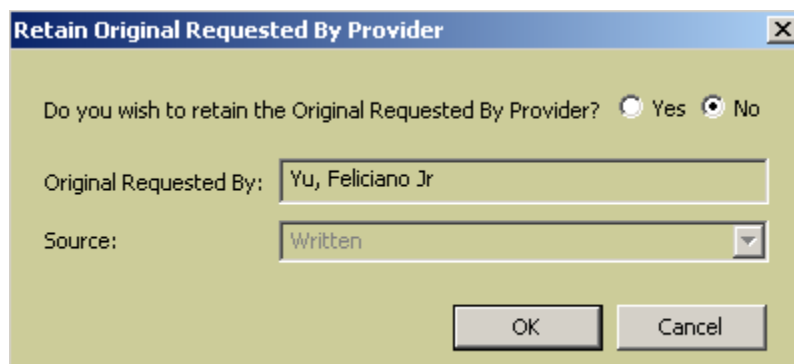 Retain Original Requested By Provider
Do you wish to retain the Original Requested By Provider? Yes No
Original Requested By: Yu, Feliciano Jr
Source: Written
OK Cancel